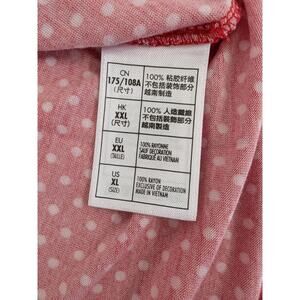 CN
175/108A
(尺寸)
100% 粘胶纤维
不包括装饰部分
越南制造
HK
XXL
(尺寸)
100% 人造纖維
不包括裝飾部分
越南製造
EU
XXL
(TAILLE)
100% RAYONNE
SAUF DECORATION
FABRIQUÉ AU VIETNAM
US
XL
(SIZE)
100% RAYON
EXCLUSIVE OF DECORATION
MADE IN VIETNAM